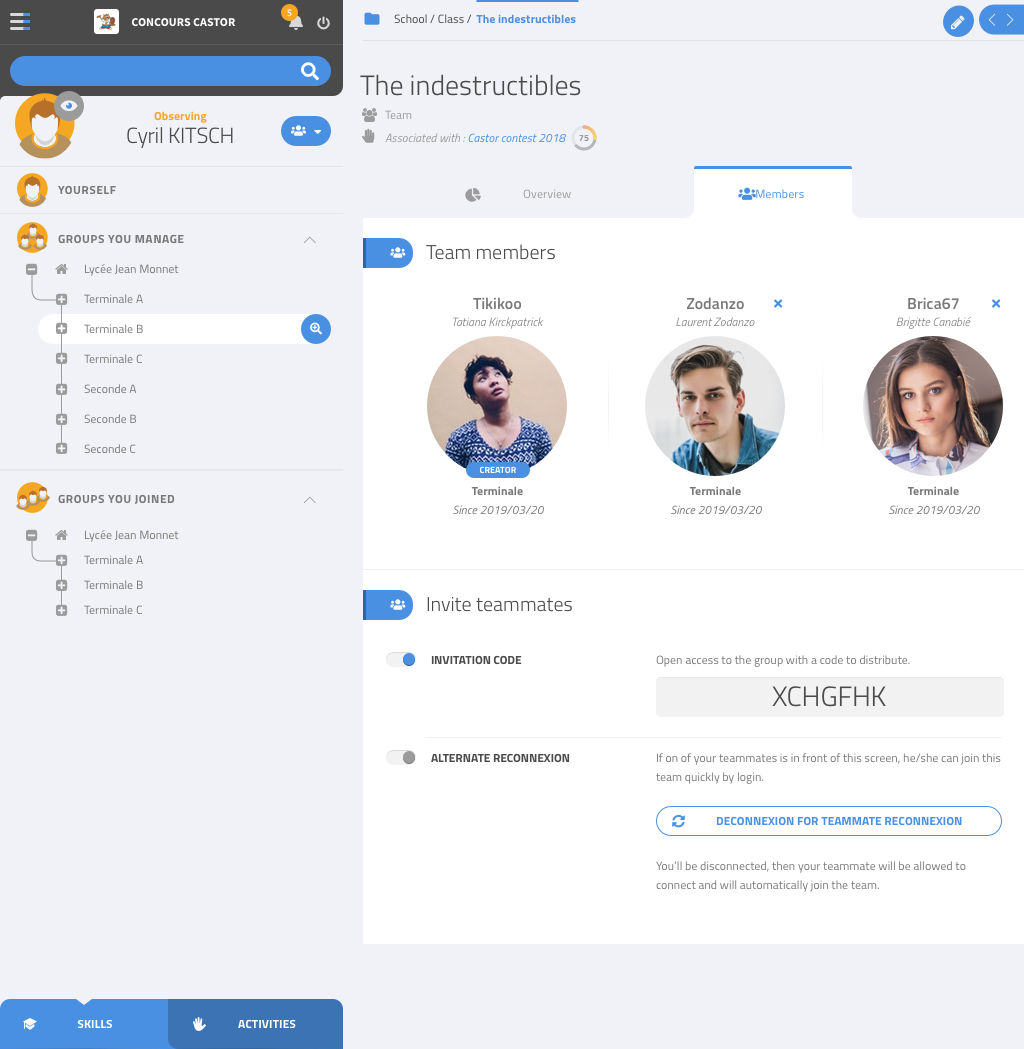 CONCOURS CASTOR
5
Observing
Cyril KITSCH
YOURSELF
GROUPS YOU MANAGE
Lycée Jean Monnet
Terminale A
Terminale B
Terminale C
Seconde A
Seconde B
Seconde C
GROUPS YOU JOINED
Lycée Jean Monnet
Terminale A
Terminale B
Terminale C
SKILLS
ACTIVITIES
School / Class / The indestructibles
The indestructibles
Team
Associated with : Castor contest 2018 75
Overview
Members
Team members
Tikikoo
Tatiana Kirckpatrick
CREATOR
Terminale
Since 2019/03/20
Zodanzo
Laurent Zodanzo
Terminale
Since 2019/03/20
Brica67
Brigitte Canabié
Terminale
Since 2019/03/20
Invite teammates
INVITATION CODE
Open access to the group with a code to distribute.
XCHGFHK
ALTERNATE RECONNEXION
If on of your teammates is in front of this screen, he/she can join this
team quickly by login.
DECONNEXION FOR TEAMMATE RECONNEXION
You'll be disconnected, then your teammate will be allowed to
connect and will automatically join the team.